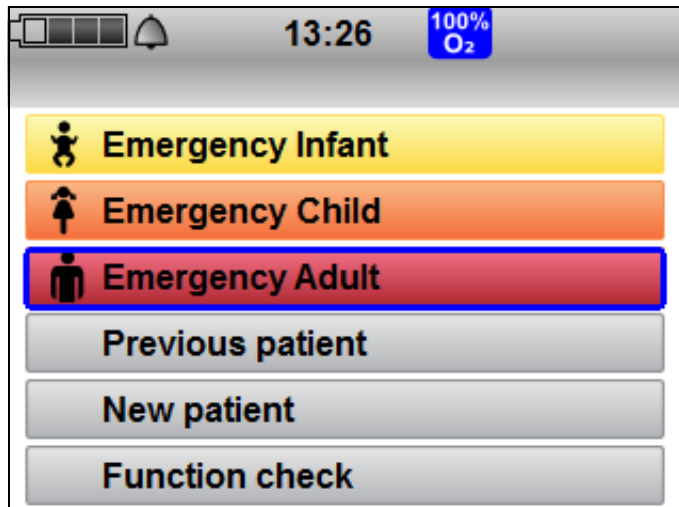 13:26
100%
O₂
Emergency Infant
Emergency Child
Emergency Adult
Previous patient
New patient
Function check